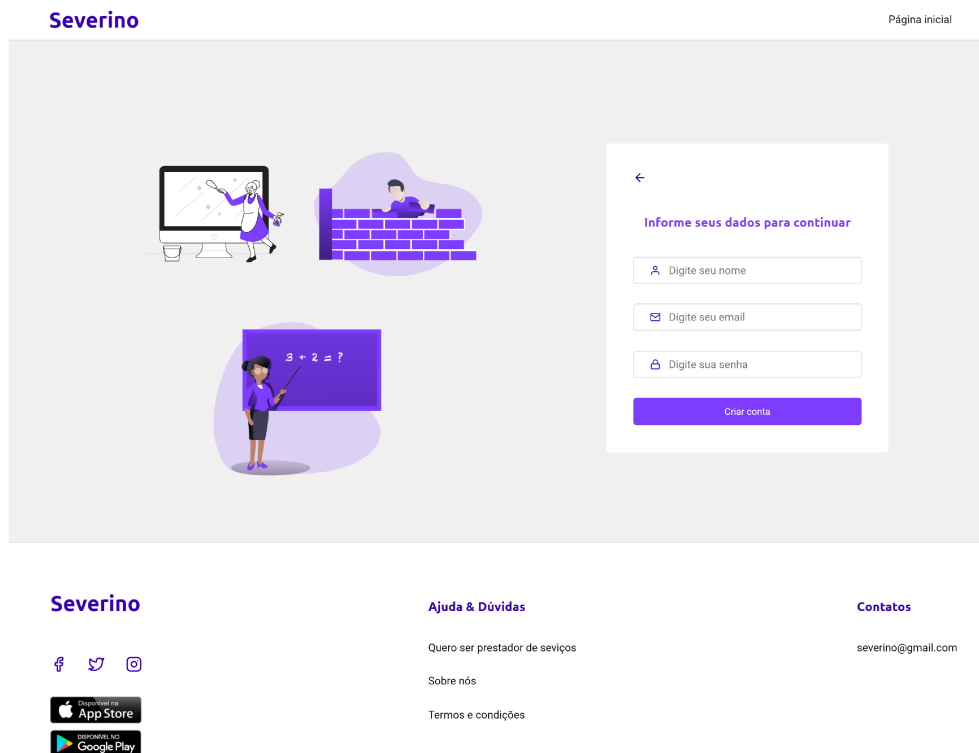 Severino
Página inicial
3 + 2 = ?
Informe seus dados para continuar
Digite seu nome
Digite seu email
Digite sua senha
Criar conta
Severino
Ajuda & Dúvidas
Contatos
Quero ser prestador de seviços
severino@gmail.com
Sobre nós
Termos e condições
Disponível na
App Store
DISPONÍVEL NO
Google Play